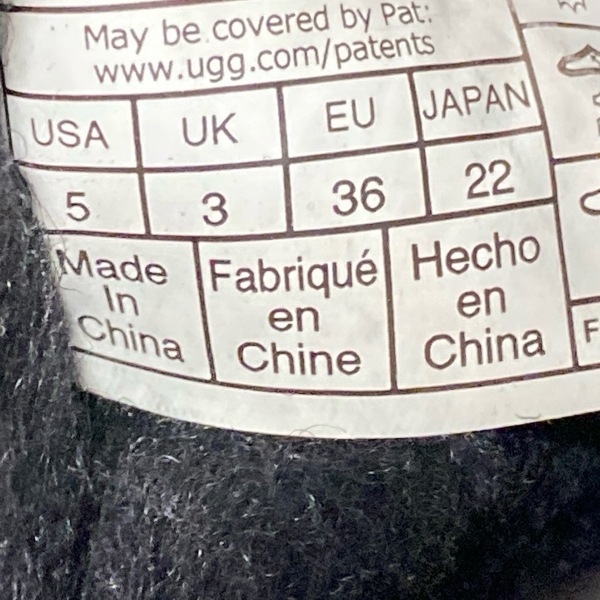 May be covered by Pat:
www.ugg.com/patents
USA UK EU JAPAN
5 3 36 22
Made
In
China
Fabriqué
en
Chine
Hecho
en
China
F